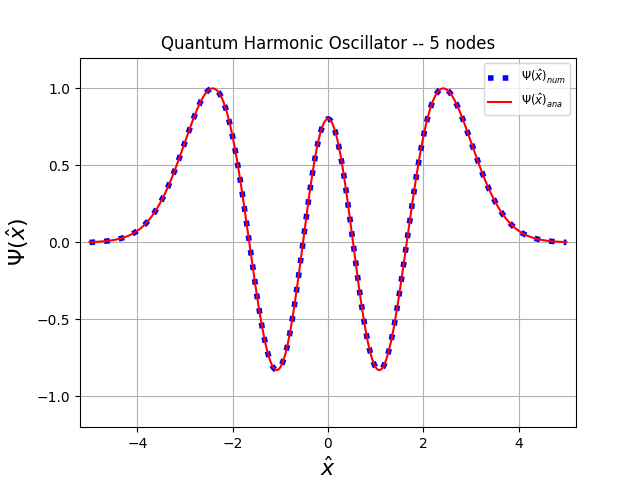 Quantum Harmonic Oscillator -- 5 nodes
Ψ(x̂)num
Ψ(x̂)ana
1.0
0.5
0.0
−0.5
−1.0
Ψ(x̂)
−4 −2 0 2 4
x̂